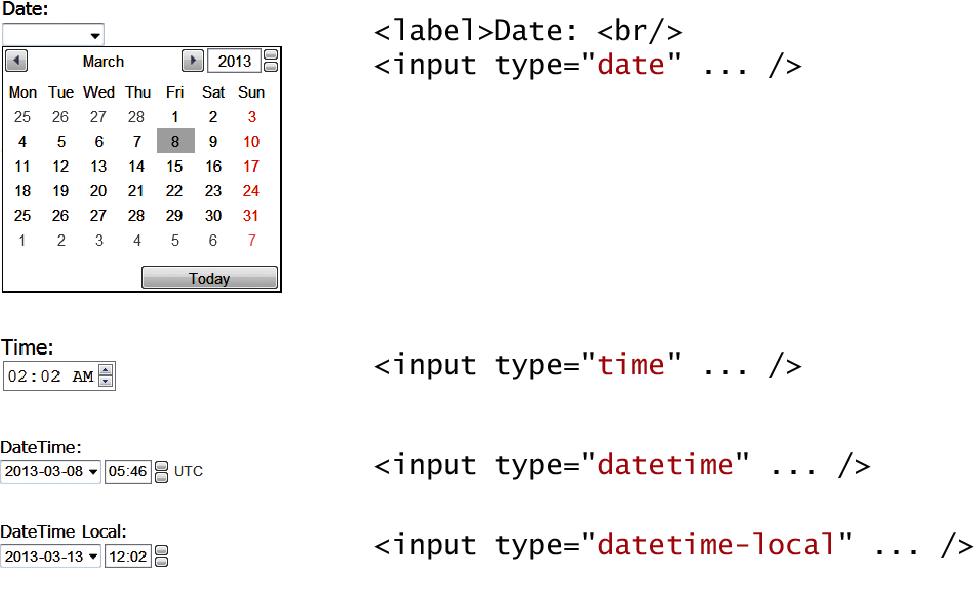 Date:
<label>Date: <br/>
<input type="date" ... />
March 2013
Mon Tue Wed Thu Fri Sat Sun
25 26 27 28 1 2 3
4 5 6 7 8 9 10
11 12 13 14 15 16 17
18 19 20 21 22 23 24
25 26 27 28 29 30 31
1 2 3 4 5 6 7
Today
Time:
02:02 AM
<input type="time" ... />
DateTime:
2013-03-08 05:46 UTC
<input type="datetime" ... />
DateTime Local:
2013-03-13 12:02
<input type="datetime-local" ... />